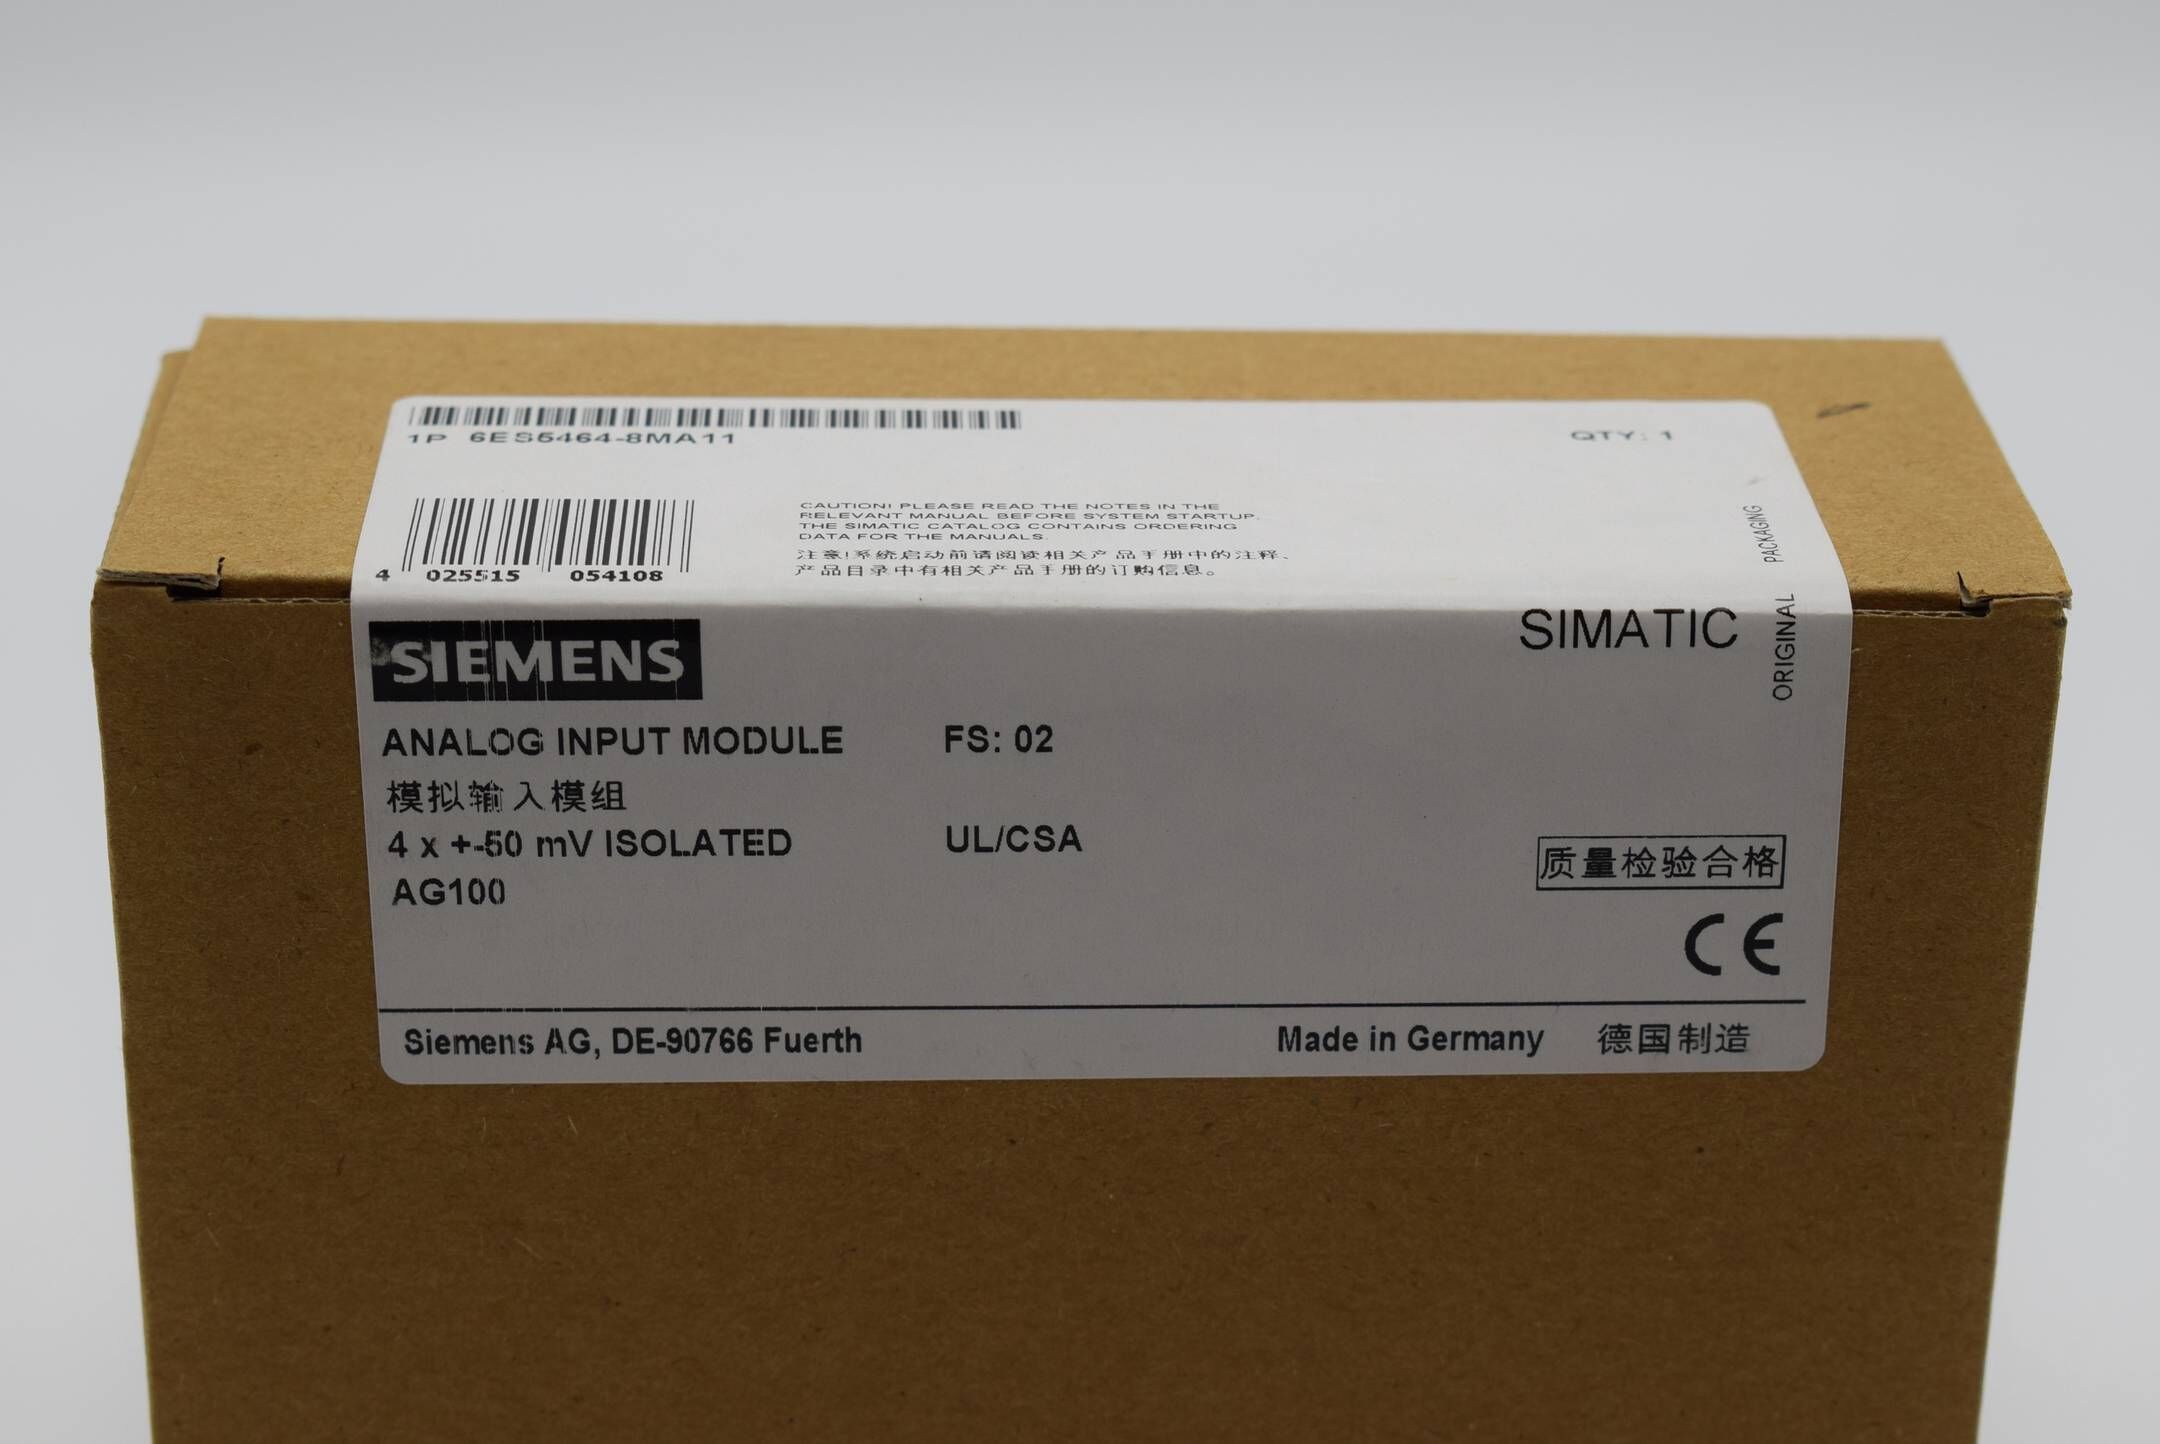 1P 6ES5464-8MA11
QTY: 1
4 025515 054108
CAUTION! PLEASE READ THE NOTES IN THE
RELEVANT MANUAL BEFORE SYSTEM STARTUP.
THE SIMATIC CATALOG CONTAINS ORDERING
DATA FOR THE MANUALS.
注意!系统启动前请阅读相关产品手册中的注释、
产品目录中有相关产品手册的订购信息。
ORIGINAL PACKAGING
SIEMENS
SIMATIC
ANALOG INPUT MODULE
FS: 02
模拟输入模组
4 x +-50 mV ISOLATED
UL/CSA
AG100
质量检验合格
CE
Siemens AG, DE-90766 Fuerth
Made in Germany 德国制造